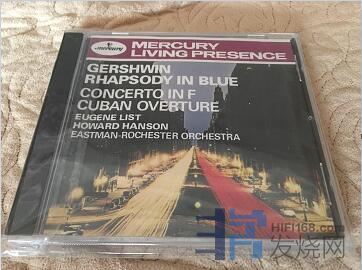 mercury
MERCURY
LIVING PRESENCE
GERSHWIN
RHAPSODY IN BLUE
CONCERTO IN F
CUBAN OVERTURE
EUGENE LIST
HOWARD HANSON
EASTMAN-ROCHESTER ORCHESTRA
HIFI168.com
发烧网